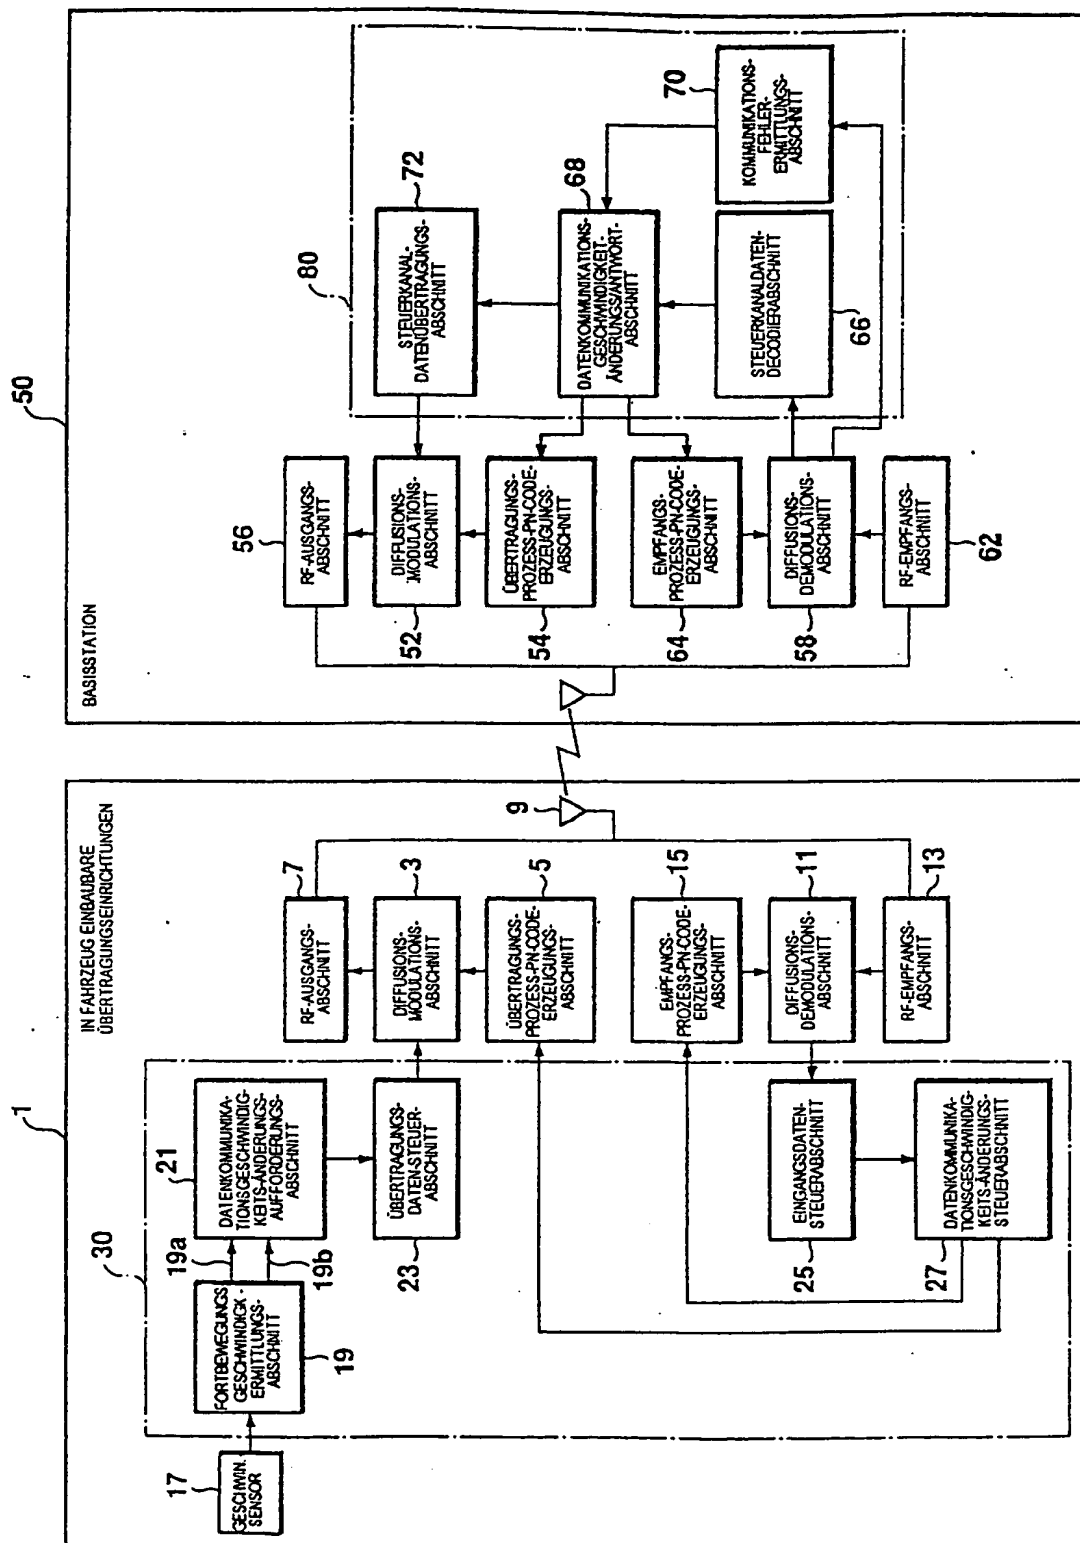 1
IN FAHRZEUG EINBAUBARE
ÜBERTRAGUNGSEINRICHTUNGEN
17
GESCHWIN.
SENSOR
30
19
FORTBEWEGUNGS
GESCHWINDIGK-
ERMITTLUNGS-
ABSCHNITT
19a
19b
21
DATENKOMMUNIKA-
TIONSGESCHWINDIG-
KEITS-ÄNDERUNGS-
AUFFORDERUNGS-
ABSCHNITT
23
ÜBERTRAGUNGS-
DATEN-STEUER-
ABSCHNITT
25
EINGANGSDATEN-
STEUERABSCHNITT
27
DATENKOMMUNIKA-
TIONSGESCHWINDIG-
KEITS-ÄNDERUNGS-
STEUERABSCHNITT
7
RF-AUSGANGS-
ABSCHNITT
3
DIFFUSIONS-
MODULATIONS-
ABSCHNITT
5
ÜBERTRAGUNGS-
PROZESS-PN-CODE-
ERZEUGUNGS-
ABSCHNITT
15
EMPFANGS-
PROZESS-PN-CODE-
ERZEUGUNGS-
ABSCHNITT
11
DIFFUSIONS-
DEMODULATIONS-
ABSCHNITT
13
RF-EMPFANGS-
ABSCHNITT
9
50
BASISSTATION
56
RF-AUSGANGS-
ABSCHNITT
52
DIFFUSIONS-
MODULATIONS-
ABSCHNITT
54
ÜBERTRAGUNGS-
PROZESS-PN-CODE-
ERZEUGUNGS-
ABSCHNITT
64
EMPFANGS-
PROZESS-PN-CODE-
ERZEUGUNGS-
ABSCHNITT
58
DIFFUSIONS-
DEMODULATIONS-
ABSCHNITT
62
RF-EMPFANGS-
ABSCHNITT
80
72
STEUERKANAL-
DATENÜBERTRAGUNGS-
ABSCHNITT
68
DATENKOMMUNIKATIONS-
GESCHWINDIGKEIT-
ÄNDERUNGS/ANTWORT-
ABSCHNITT
66
STEUERKANALDATEN-
DECODIERABSCHNITT
70
KOMMUNIKATIONS-
FEHLER-
ERMITTLUNGS-
ABSCHNITT